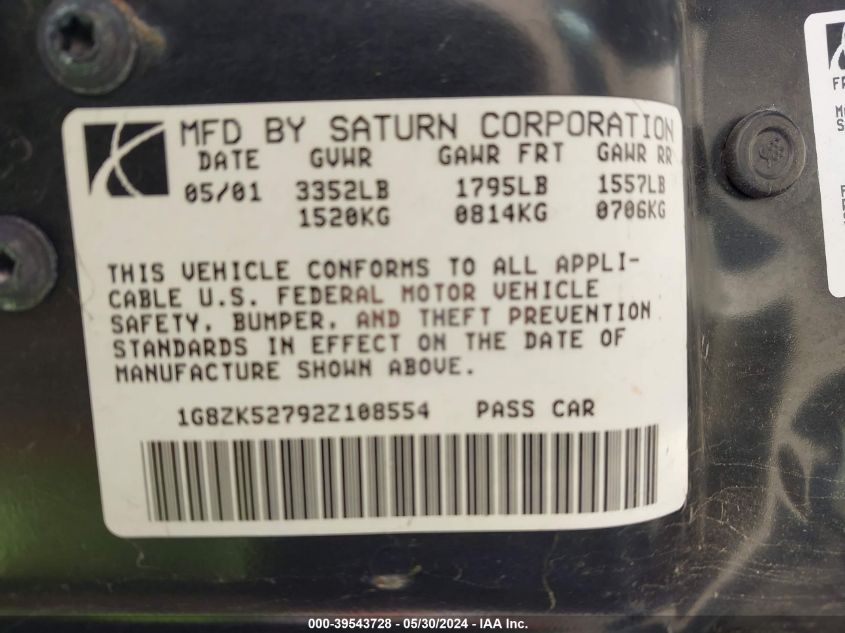 MFD BY SATURN CORPORATION
DATE GVWR GAWR FRT GAWR RR
05/01 3352LB 1795LB 1557LB
1520KG 0814KG 0706KG
THIS VEHICLE CONFORMS TO ALL APPLI-
CABLE U.S. FEDERAL MOTOR VEHICLE
SAFETY, BUMPER, AND THEFT PREVENTION
STANDARDS IN EFFECT ON THE DATE OF
MANUFACTURE SHOWN ABOVE.
1G8ZK52792Z108554 PASS CAR
FR
000-39543728 - 05/30/2024 - IAA Inc.